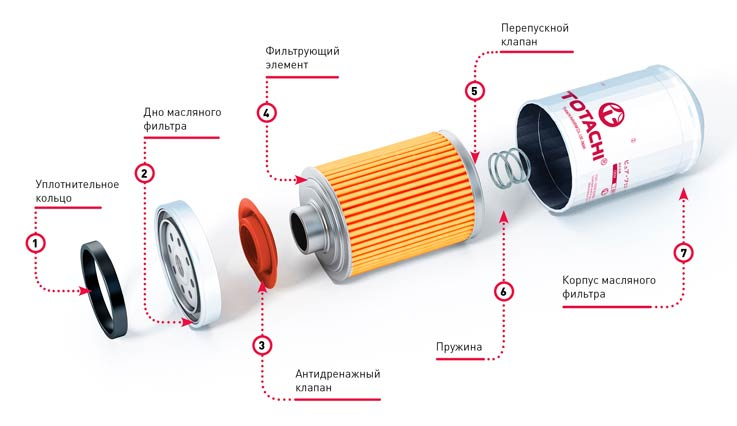 Перепускной
клапан
Фильтрующий
элемент
5
4
Дно масляного
фильтра
TOTACHI
2
Уплотнительное
кольцо
1
7
6
Корпус масляного
фильтра
3
Пружина
Антидренажный
клапан